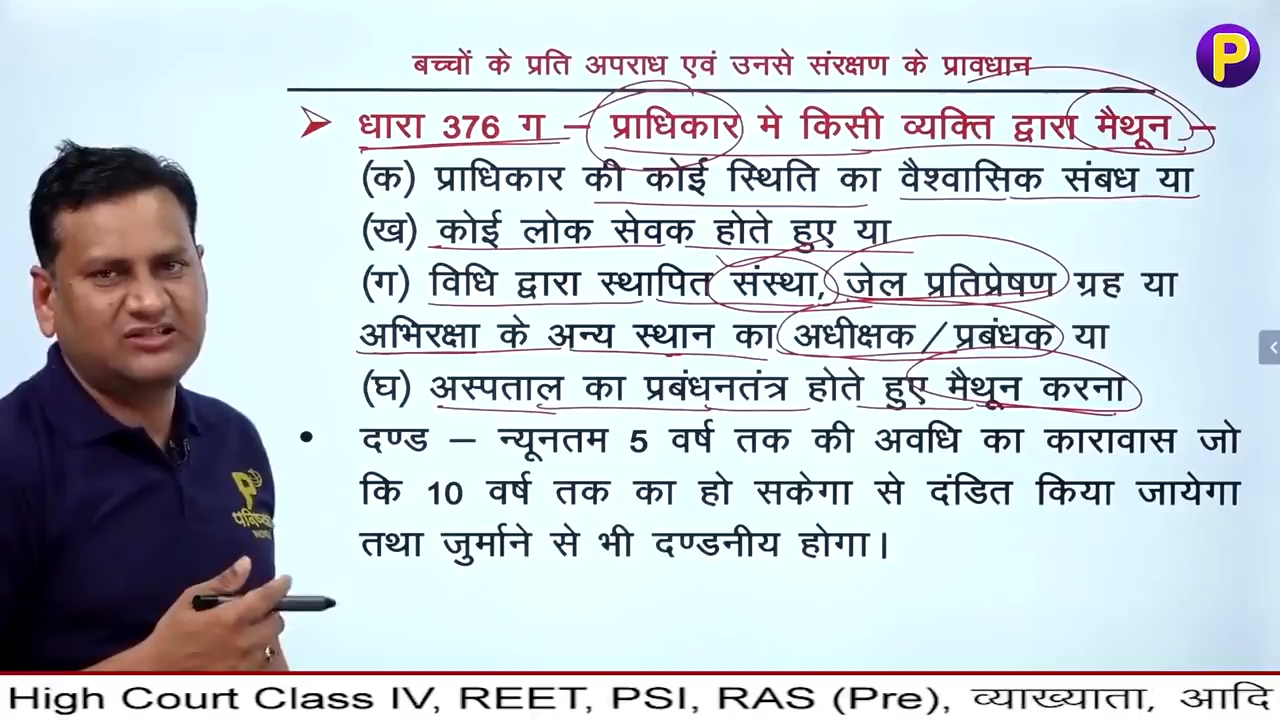 P
बच्चों के प्रति अपराध एवं उनसे संरक्षण के प्रावधान
धारा 376 ग – प्राधिकार मे किसी व्यक्ति द्वारा मैथून –
(क) प्राधिकार की कोई स्थिति का वैश्वासिक संबध या
(ख) कोई लोक सेवक होते हुए या
(ग) विधि द्वारा स्थापित संस्था, जेल प्रतिप्रेषण ग्रह या
अभिरक्षा के अन्य स्थान का अधीक्षक / प्रबंधक या
(घ) अस्पताल का प्रबंधनतंत्र होते हुए मैथून करना
• दण्ड – न्यूनतम 5 वर्ष तक की अवधि का कारावास जो
कि 10 वर्ष तक का हो सकेगा से दंडित किया जायेगा
तथा जुर्माने से भी दण्डनीय होगा।
High Court Class IV, REET, PSI, RAS (Pre), व्याख्याता, आदि